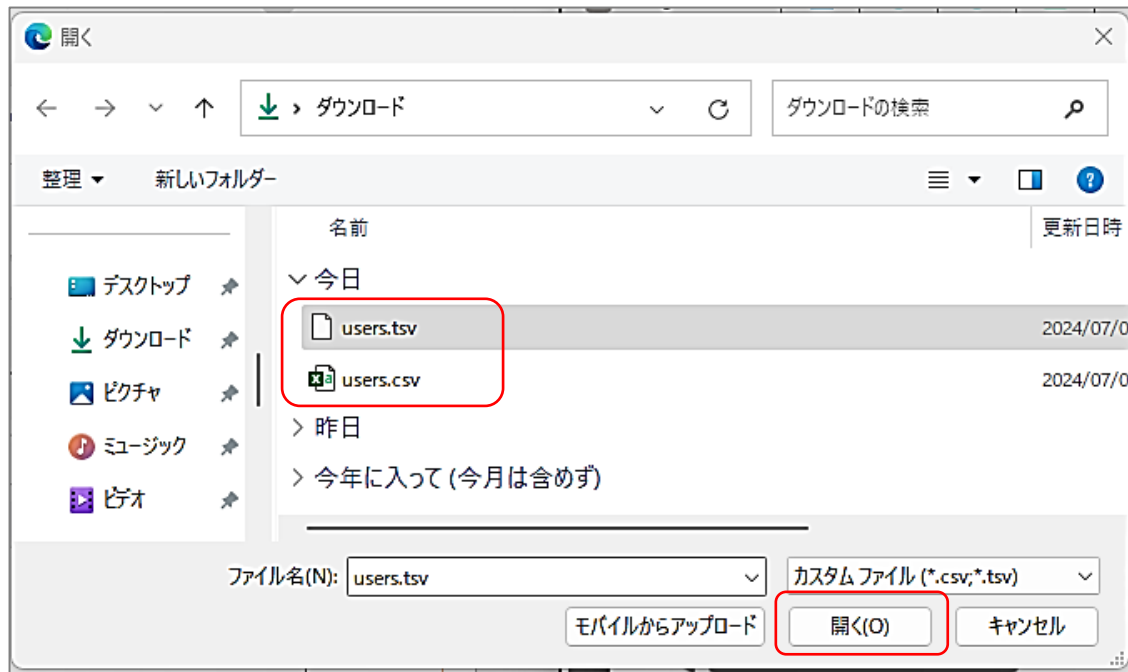 開く
ダウンロード
ダウンロードの検索
整理
新しいフォルダー
名前
更新日時
デスクトップ
ダウンロード
ピクチャ
ミュージック
ビデオ
今日
users.tsv
2024/07/0
users.csv
2024/07/0
昨日
今年に入って (今月は含めず)
ファイル名(N):
users.tsv
カスタム ファイル (*.csv;*.tsv)
モバイルからアップロード
開く(O)
キャンセル